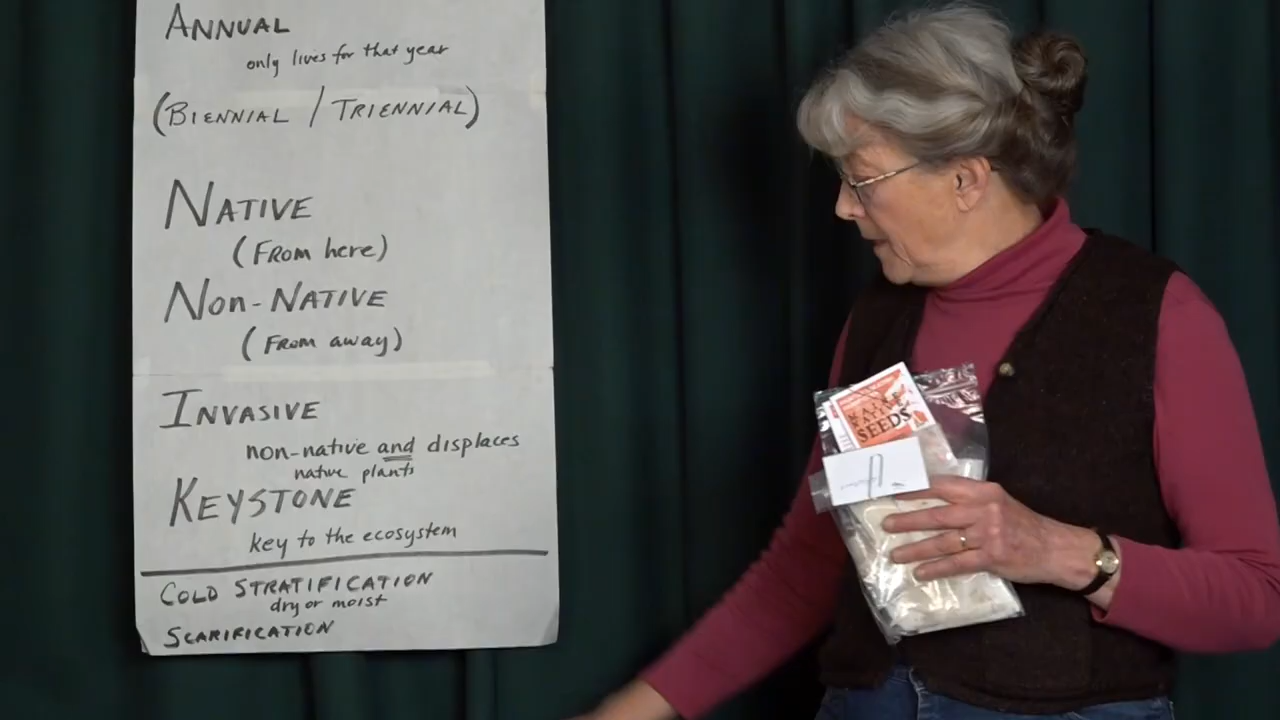 ANNUAL
only lives for that year
(BIENNIAL / TRIENNIAL)
NATIVE
(From here)
Non-NATIVE
(From away)
INVASIVE
non-native and displaces
native plants
KEYSTONE
key to the ecosystem
COLD STRATIFICATION
dry or moist
SCARIFICATION
NATIVE
SEEDS